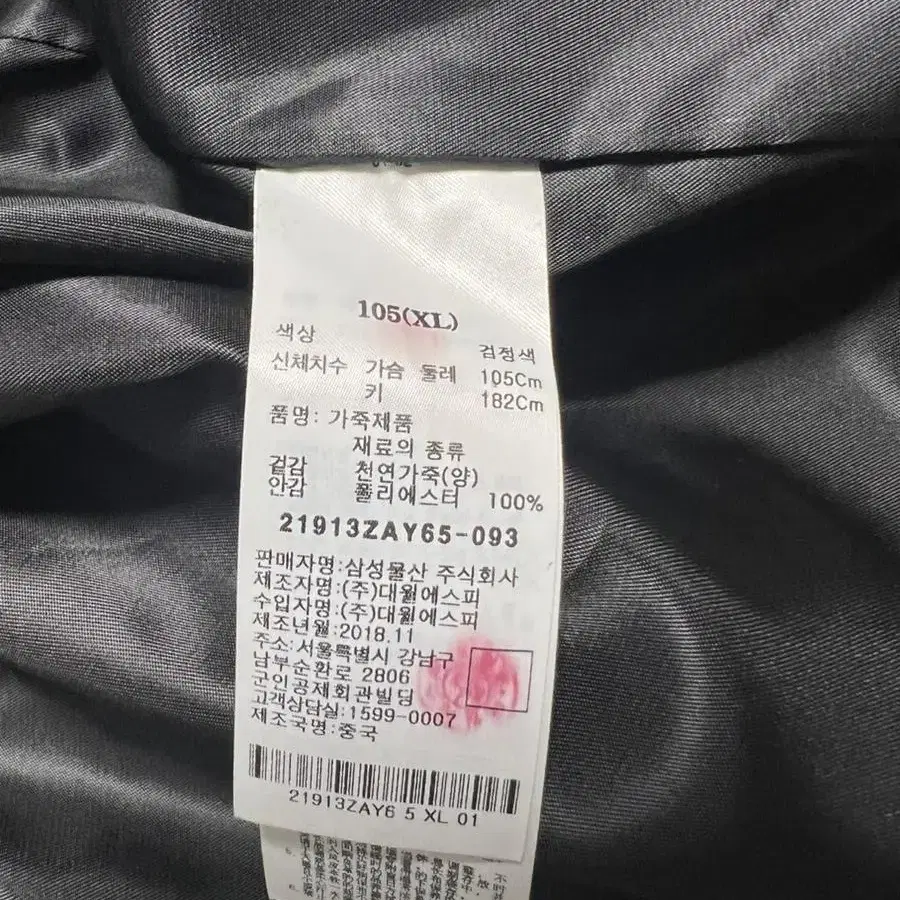 105(XL)
색상 검정색
신체치수 가슴 둘레 105Cm
키 182Cm
품명: 가죽제품
재료의 종류
겉감 천연가죽(양)
안감 폴리에스터 100%
21913ZAY65-093
판매자명:삼성물산 주식회사
제조자명:(주)대월에스피
수입자명:(주)대월에스피
제조년월:2018.11
주소:서울특별시 강남구
남부순환로 2806
군인공제회관빌딩
고객상담실:1599-0007
제조국명:중국
21913ZAY6 5 XL 01